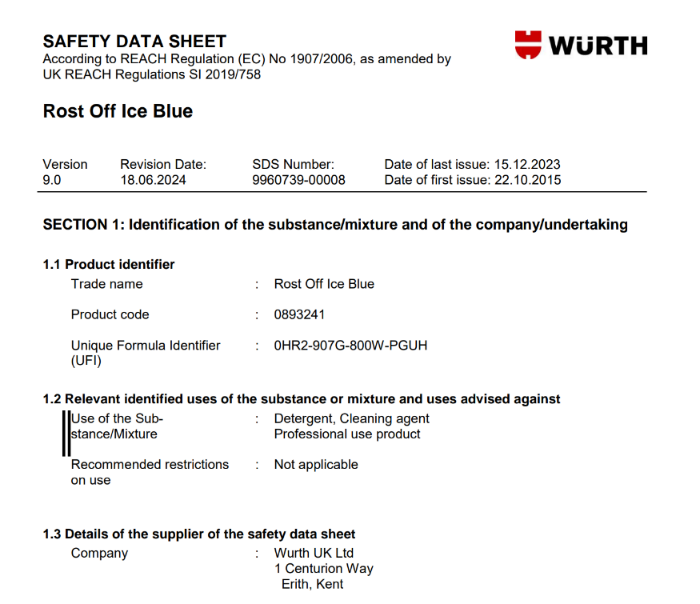 SAFETY DATA SHEET
According to REACH Regulation (EC) No 1907/2006, as amended by
UK REACH Regulations SI 2019/758
WÜRTH
Rost Off Ice Blue
Version Revision Date: SDS Number: Date of last issue: 15.12.2023
9.0 18.06.2024 9960739-00008 Date of first issue: 22.10.2015
SECTION 1: Identification of the substance/mixture and of the company/undertaking
1.1 Product identifier
Trade name : Rost Off Ice Blue
Product code : 0893241
Unique Formula Identifier : 0HR2-907G-800W-PGUH
(UFI)
1.2 Relevant identified uses of the substance or mixture and uses advised against
Use of the Sub- : Detergent, Cleaning agent
stance/Mixture Professional use product
Recommended restrictions : Not applicable
on use
1.3 Details of the supplier of the safety data sheet
Company : Wurth UK Ltd
1 Centurion Way
Erith, Kent